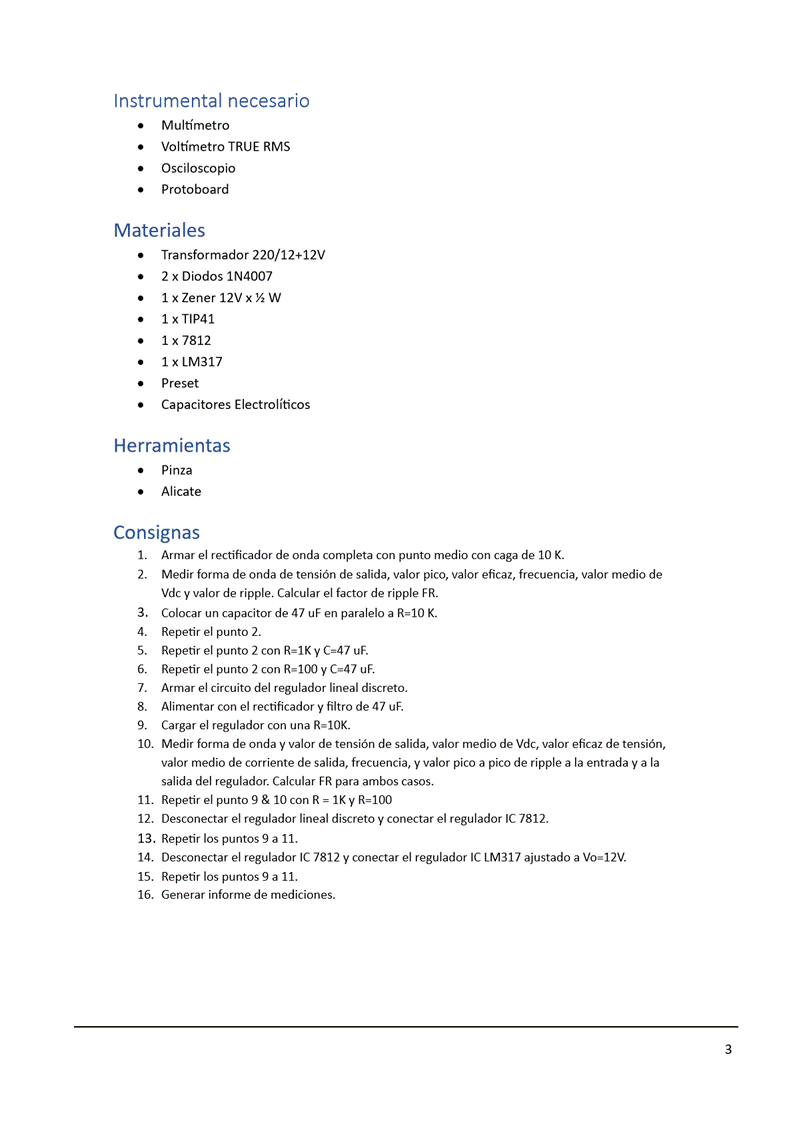 Instrumental necesario
• Multímetro
• Voltímetro TRUE RMS
• Osciloscopio
• Protoboard
Materiales
• Transformador 220/12+12V
• 2 x Diodos 1N4007
• 1 x Zener 12V x ½ W
• 1 x TIP41
• 1 x 7812
• 1 x LM317
• Preset
• Capacitores Electrolíticos
Herramientas
• Pinza
• Alicate
Consignas
1. Armar el rectificador de onda completa con punto medio con caga de 10 K.
2. Medir forma de onda de tensión de salida, valor pico, valor eficaz, frecuencia, valor medio de
Vdc y valor de ripple. Calcular el factor de ripple FR.
3. Colocar un capacitor de 47 uF en paralelo a R=10 K.
4. Repetir el punto 2.
5. Repetir el punto 2 con R=1K y C=47 uF.
6. Repetir el punto 2 con R=100 y C=47 uF.
7. Armar el circuito del regulador lineal discreto.
8. Alimentar con el rectificador y filtro de 47 uF.
9. Cargar el regulador con una R=10K.
10. Medir forma de onda y valor de tensión de salida, valor medio de Vdc, valor eficaz de tensión,
valor medio de corriente de salida, frecuencia, y valor pico a pico de ripple a la entrada y a la
salida del regulador. Calcular FR para ambos casos.
11. Repetir el punto 9 & 10 con R = 1K y R=100
12. Desconectar el regulador lineal discreto y conectar el regulador IC 7812.
13. Repetir los puntos 9 a 11.
14. Desconectar el regulador IC 7812 y conectar el regulador IC LM317 ajustado a Vo=12V.
15. Repetir los puntos 9 a 11.
16. Generar informe de mediciones.
3